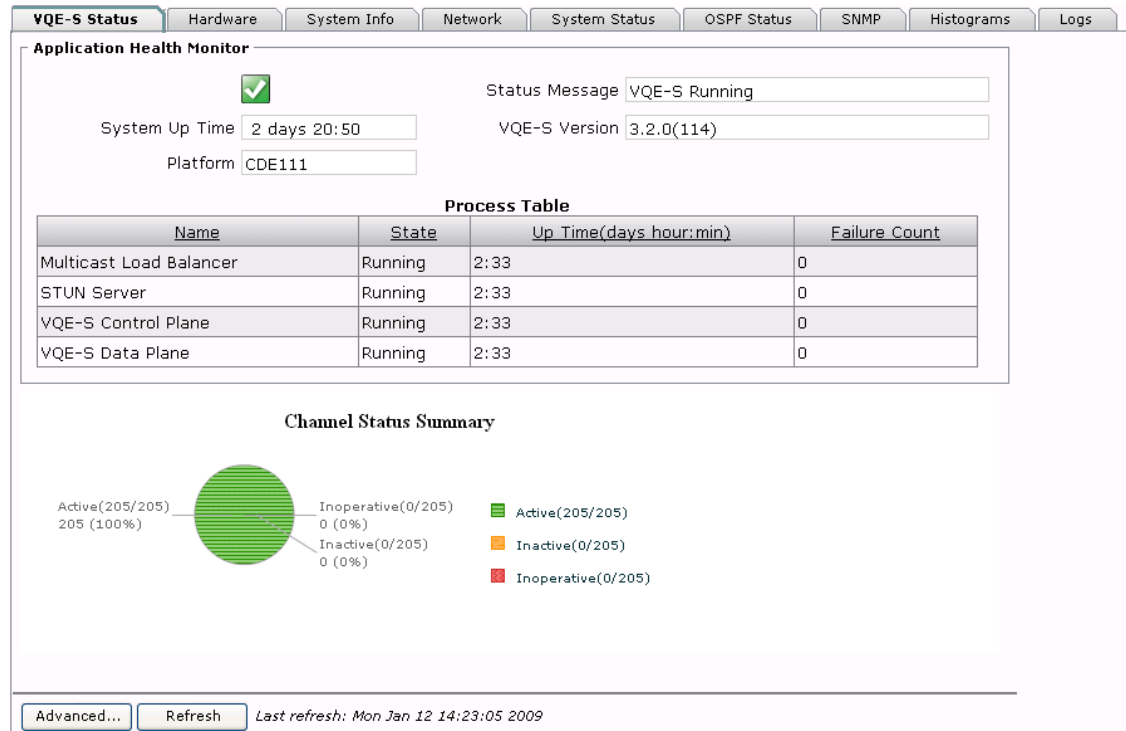 VQE-S Status Hardware System Info Network System Status OSPF Status SNMP Histograms Logs
Application Health Monitor
Status Message VQE-S Running
System Up Time 2 days 20:50 VQE-S Version 3.2.0(114)
Platform CDE111
Process Table
Name State Up Time(days hour:min) Failure Count
Multicast Load Balancer Running 2:33 0
STUN Server Running 2:33 0
VQE-S Control Plane Running 2:33 0
VQE-S Data Plane Running 2:33 0
Channel Status Summary
Active(205/205)
205 (100%)
Inoperative(0/205)
0 (0%)
Inactive(0/205)
0 (0%)
Active(205/205)
Inactive(0/205)
Inoperative(0/205)
Advanced... Refresh Last refresh: Mon Jan 12 14:23:05 2009